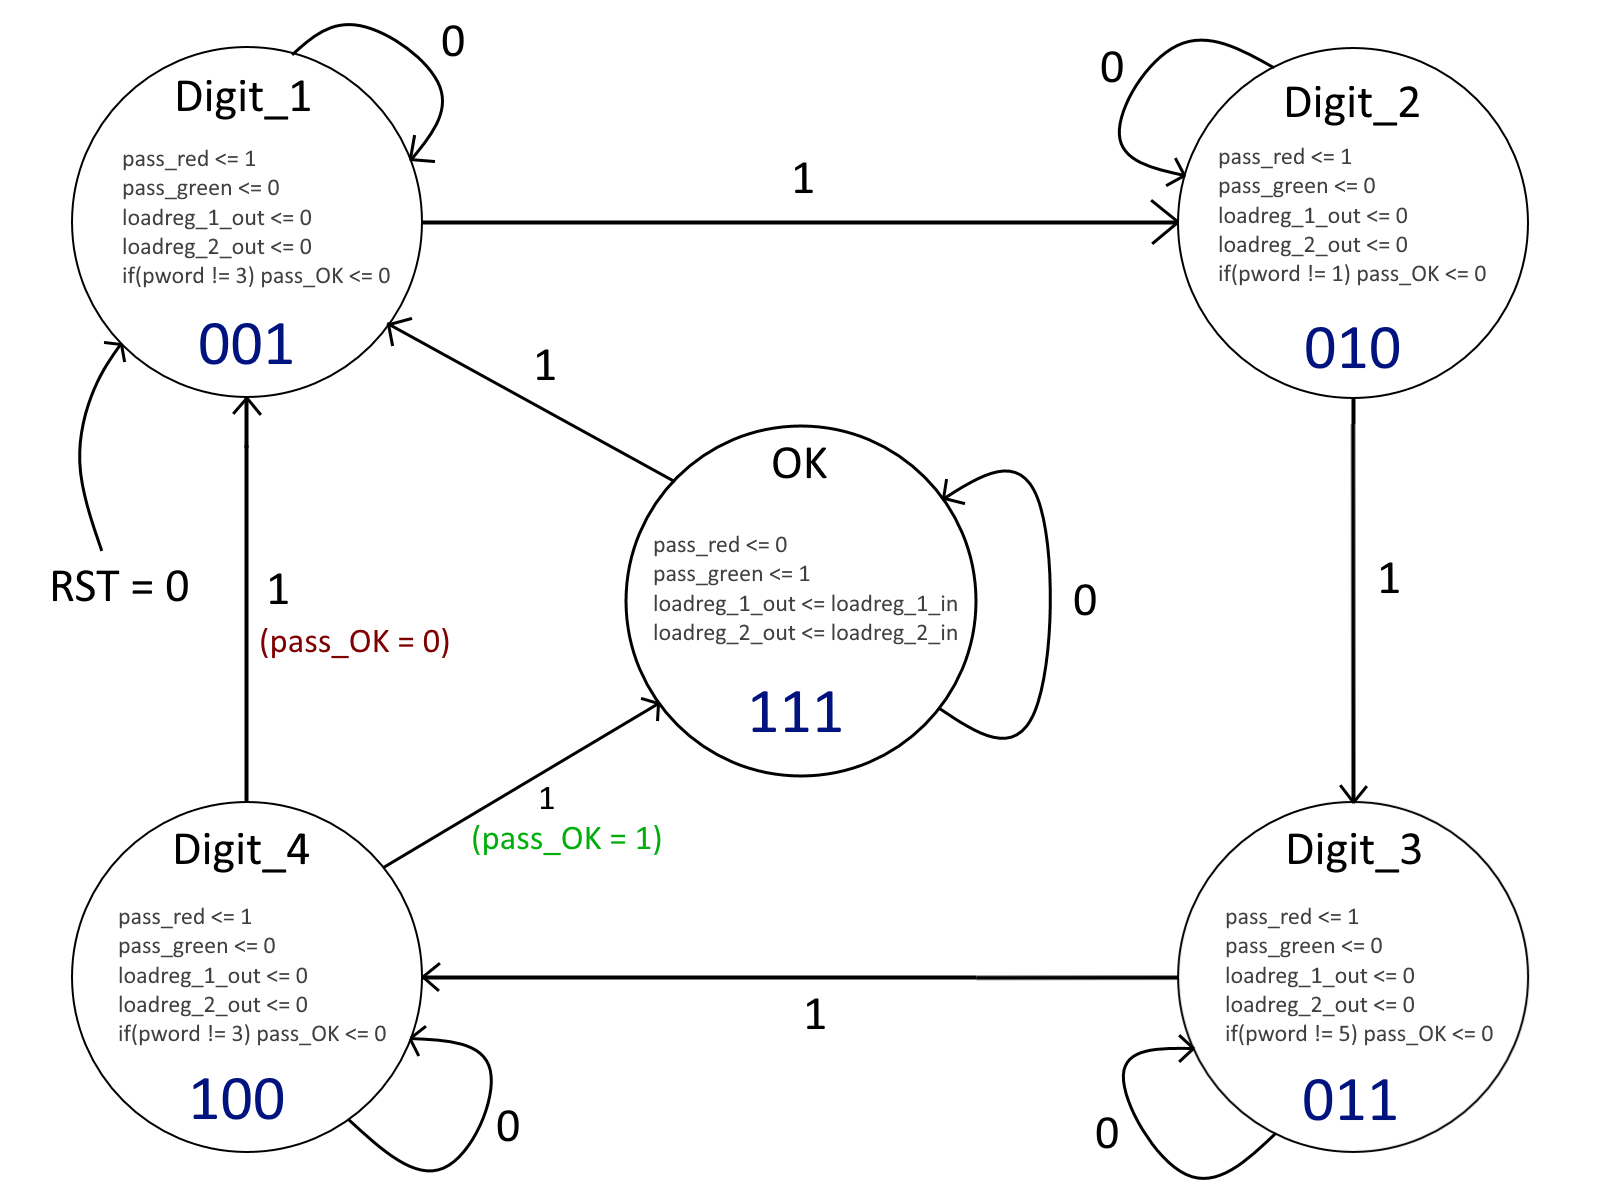 0
Digit_1
pass_red <= 1
pass_green <= 0
loadreg_1_out <= 0
loadreg_2_out <= 0
if(pword != 3) pass_OK <= 0
001
1
0
Digit_2
pass_red <= 1
pass_green <= 0
loadreg_1_out <= 0
loadreg_2_out <= 0
if(pword != 1) pass_OK <= 0
010
1
OK
pass_red <= 0
pass_green <= 1
loadreg_1_out <= loadreg_1_in
loadreg_2_out <= loadreg_2_in
111
0
1
RST = 0
1
(pass_OK = 0)
1
(pass_OK = 1)
Digit_4
pass_red <= 1
pass_green <= 0
loadreg_1_out <= 0
loadreg_2_out <= 0
if(pword != 3) pass_OK <= 0
100
0
1
Digit_3
pass_red <= 1
pass_green <= 0
loadreg_1_out <= 0
loadreg_2_out <= 0
if(pword != 5) pass_OK <= 0
011
0